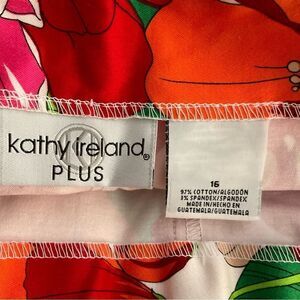 kathy ireland®
PLUS
16
97% COTTON/ALGODÓN
3% SPANDEX/SPANDEX
MADE IN/HECHO EN
GUATEMALA/GUATEMALA